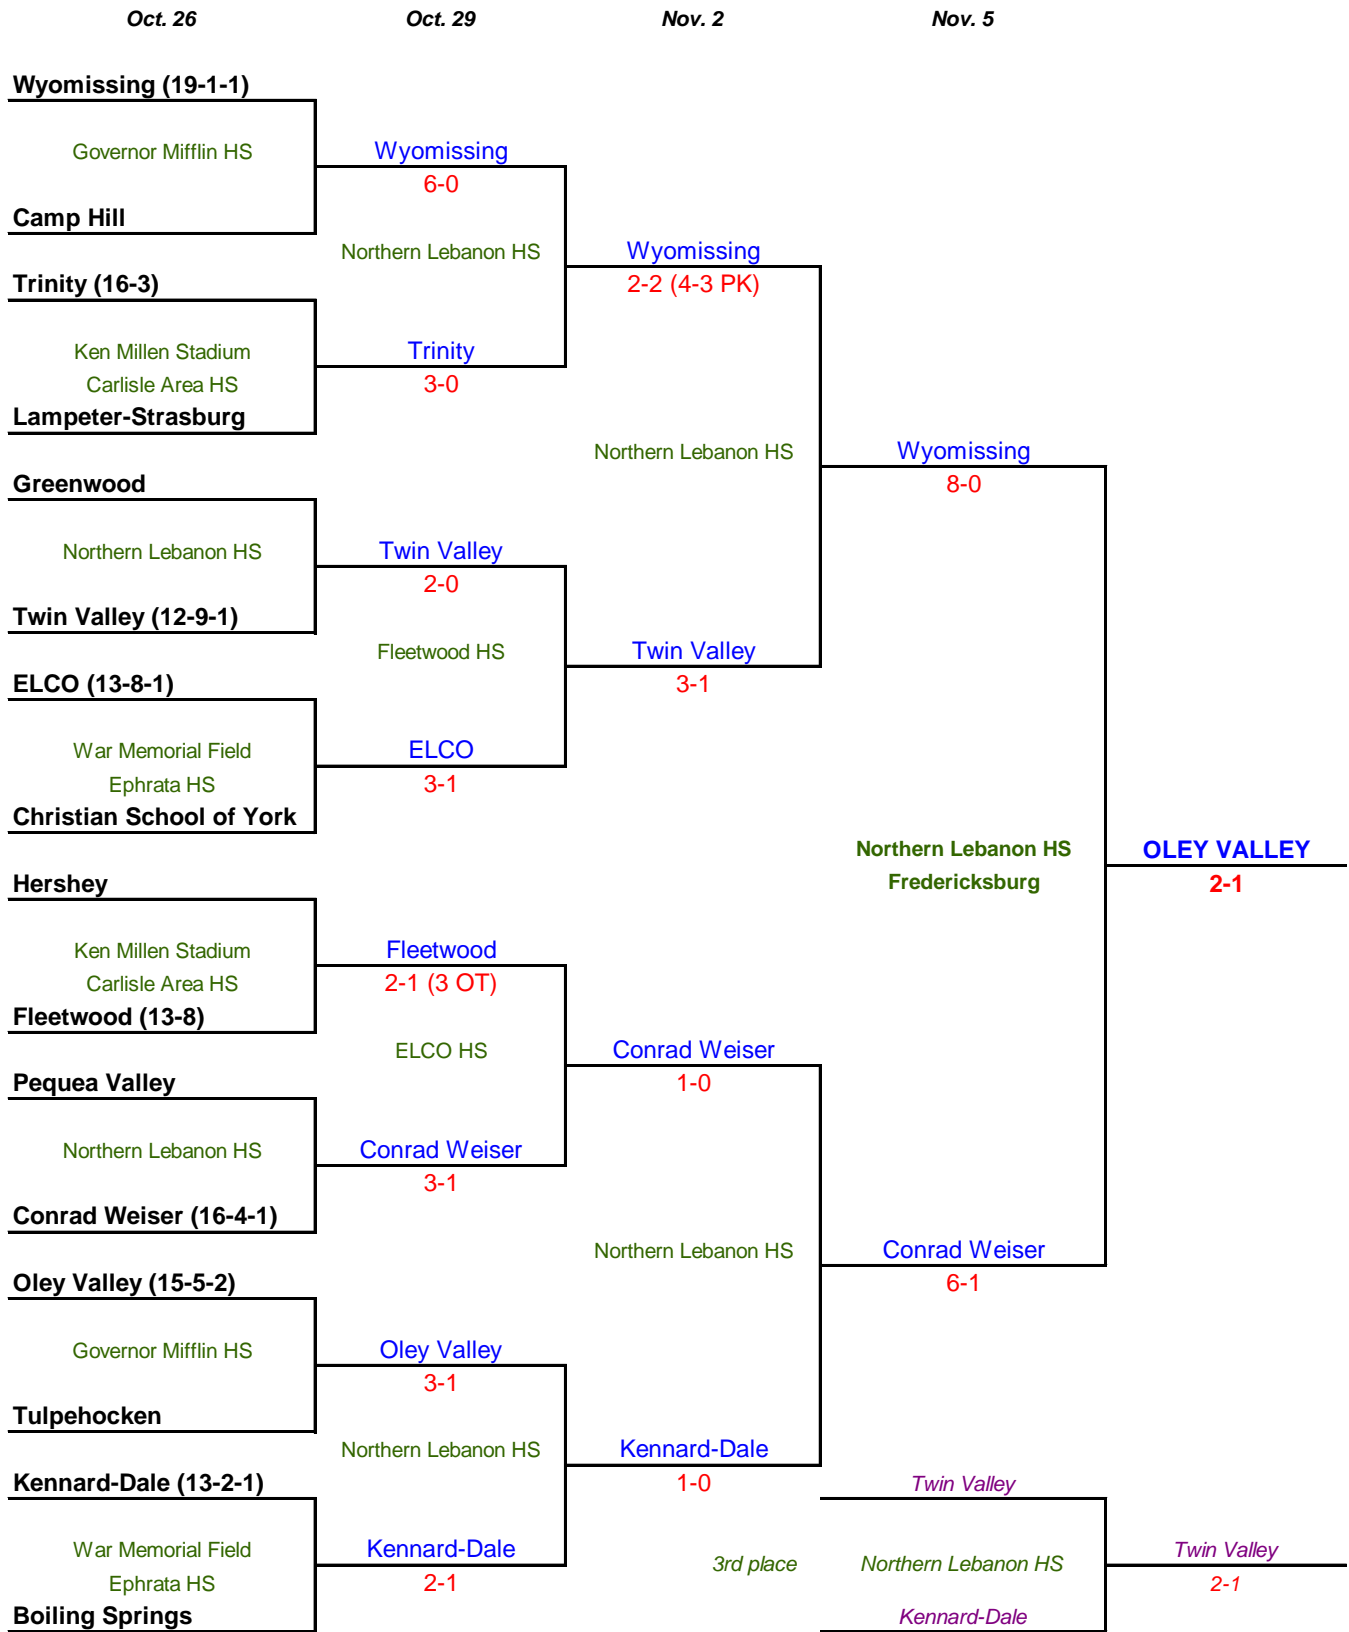 Oct. 26 Oct. 29 Nov. 2 Nov. 5
Wyomissing (19-1-1)
Governor Mifflin HS Wyomissing
6-0
Camp Hill
Northern Lebanon HS Wyomissing
Trinity (16-3) 2-2 (4-3 PK)
Ken Millen Stadium Trinity
Carlisle Area HS 3-0
Lampeter-Strasburg
Northern Lebanon HS Wyomissing
Greenwood 8-0
Northern Lebanon HS Twin Valley
2-0
Twin Valley (12-9-1)
Fleetwood HS Twin Valley
ELCO (13-8-1) 3-1
War Memorial Field ELCO
Ephrata HS 3-1
Christian School of York
Northern Lebanon HS OLEY VALLEY
Hershey Fredericksburg 2-1
Ken Millen Stadium Fleetwood
Carlisle Area HS 2-1 (3 OT)
Fleetwood (13-8)
ELCO HS Conrad Weiser
Pequea Valley 1-0
Northern Lebanon HS Conrad Weiser
3-1
Conrad Weiser (16-4-1)
Northern Lebanon HS Conrad Weiser
Oley Valley (15-5-2) 6-1
Governor Mifflin HS Oley Valley
3-1
Tulpehocken
Northern Lebanon HS Kennard-Dale
Kennard-Dale (13-2-1) 1-0 Twin Valley
War Memorial Field Kennard-Dale 3rd place Northern Lebanon HS Twin Valley
Ephrata HS 2-1 2-1
Boiling Springs Kennard-Dale